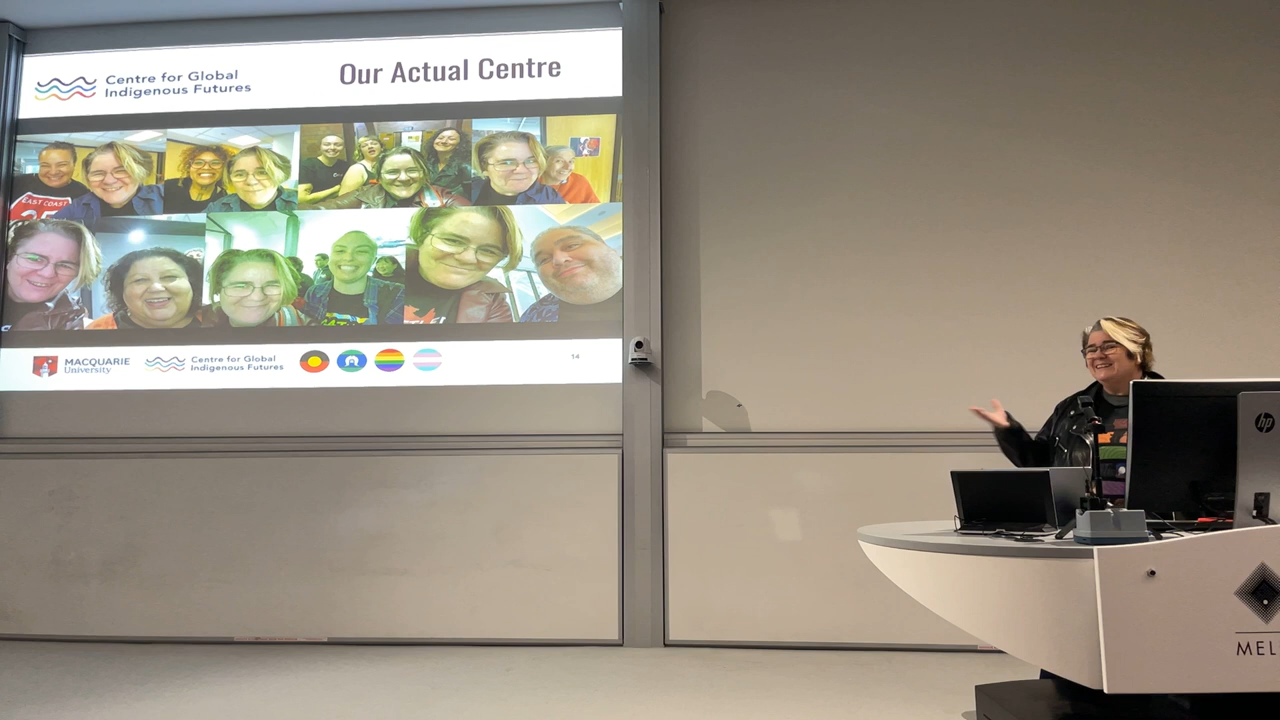 Centre for Global
Indigenous Futures
Our Actual Centre
EAST COAST
MACQUARIE
University
Centre for Global
Indigenous Futures
14
hp
MEL